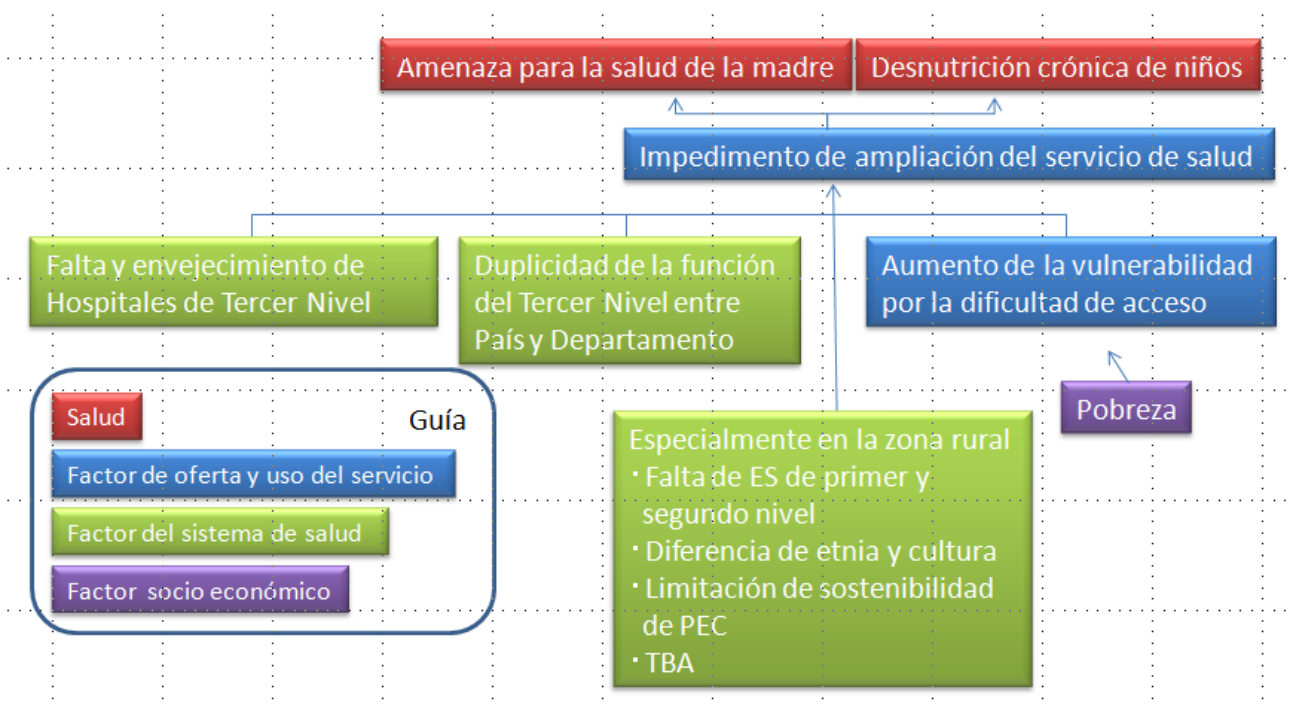 Amenaza para la salud de la madre
Desnutrición crónica de niños
Impedimento de ampliación del servicio de salud
Falta y envejecimiento de
Hospitales de Tercer Nivel
Duplicidad de la función
del Tercer Nivel entre
País y Departamento
Aumento de la vulnerabilidad
por la dificultad de acceso
Pobreza
Especialmente en la zona rural
・Falta de ES de primer y
segundo nivel
・Diferencia de etnia y cultura
・Limitación de sostenibilidad
de PEC
・TBA
Guía
Salud
Factor de oferta y uso del servicio
Factor del sistema de salud
Factor socio económico